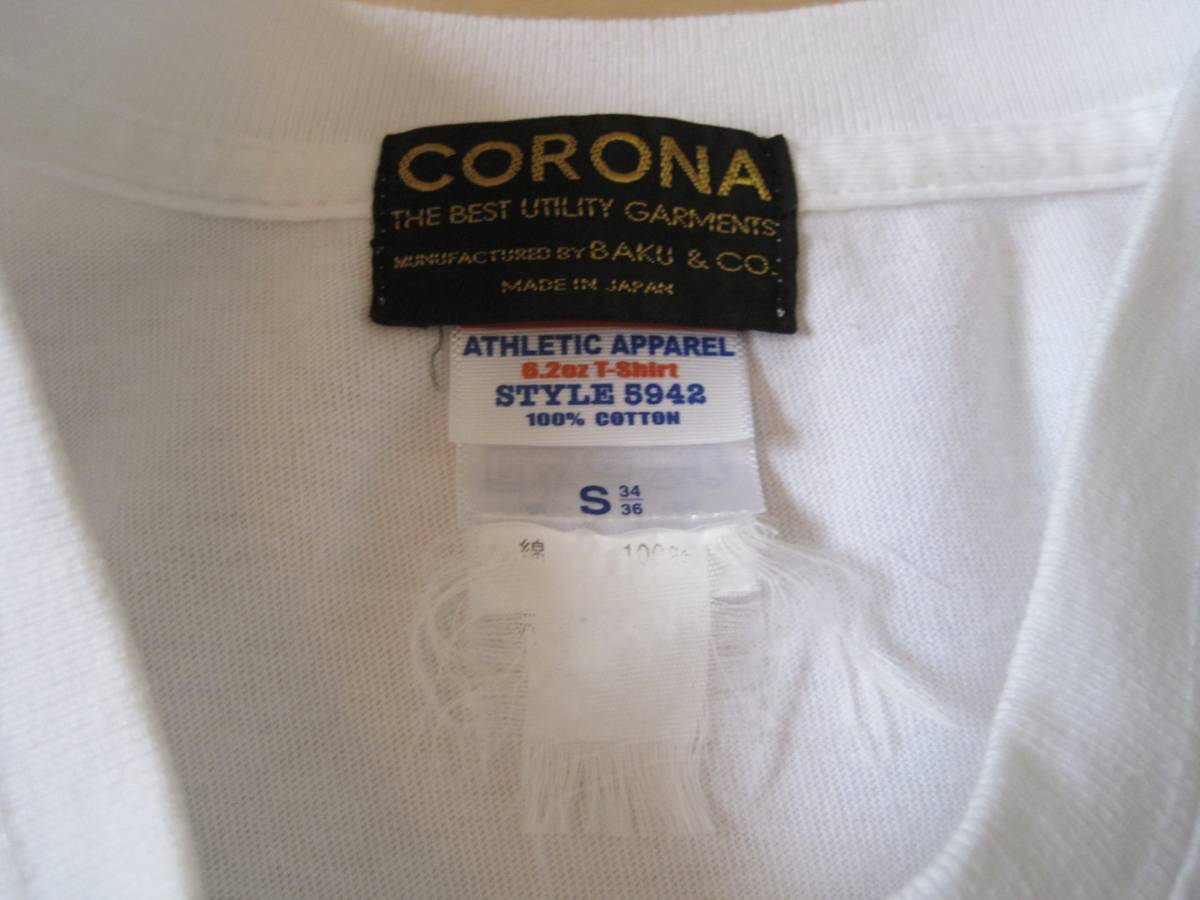 CORONA
THE BEST UTILITY GARMENTS
MUNUFACTURED BY BAKU & CO.
MADE IN JAPAN
ATHLETIC APPAREL
6.2oz T-Shirt
STYLE 5942
100% COTTON
S 34/36
綿 100%